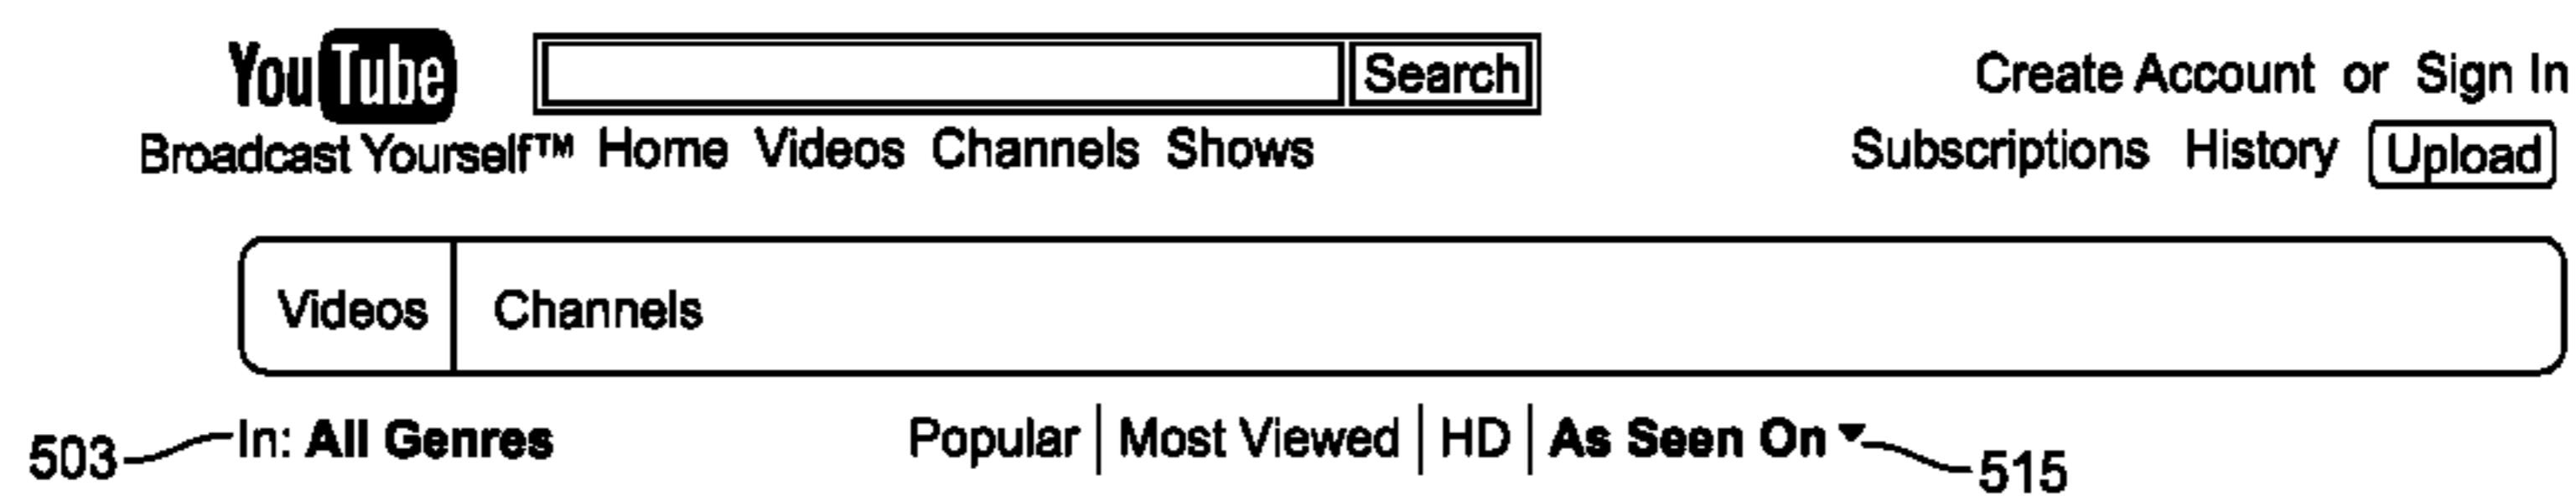 YouTube Search Create Account or Sign In
Broadcast Yourself™ Home Videos Channels Shows Subscriptions History Upload
Videos Channels
503 In: All Genres Popular | Most Viewed | HD | As Seen On ▼ 515